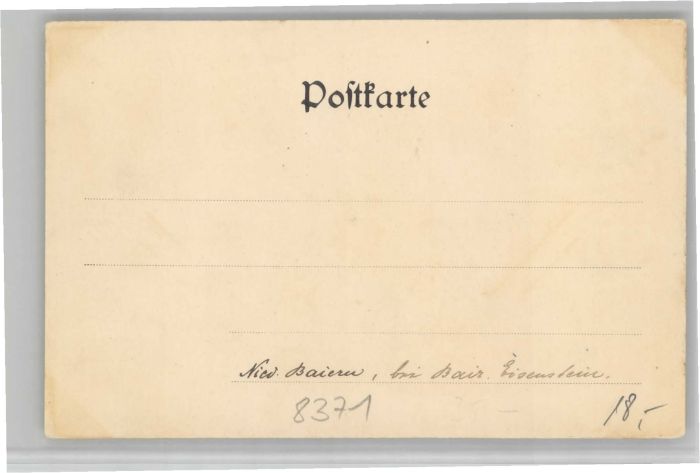 Postkarte
Nied. Baiern, bei Bair. Eisenstein.
8371
18,-